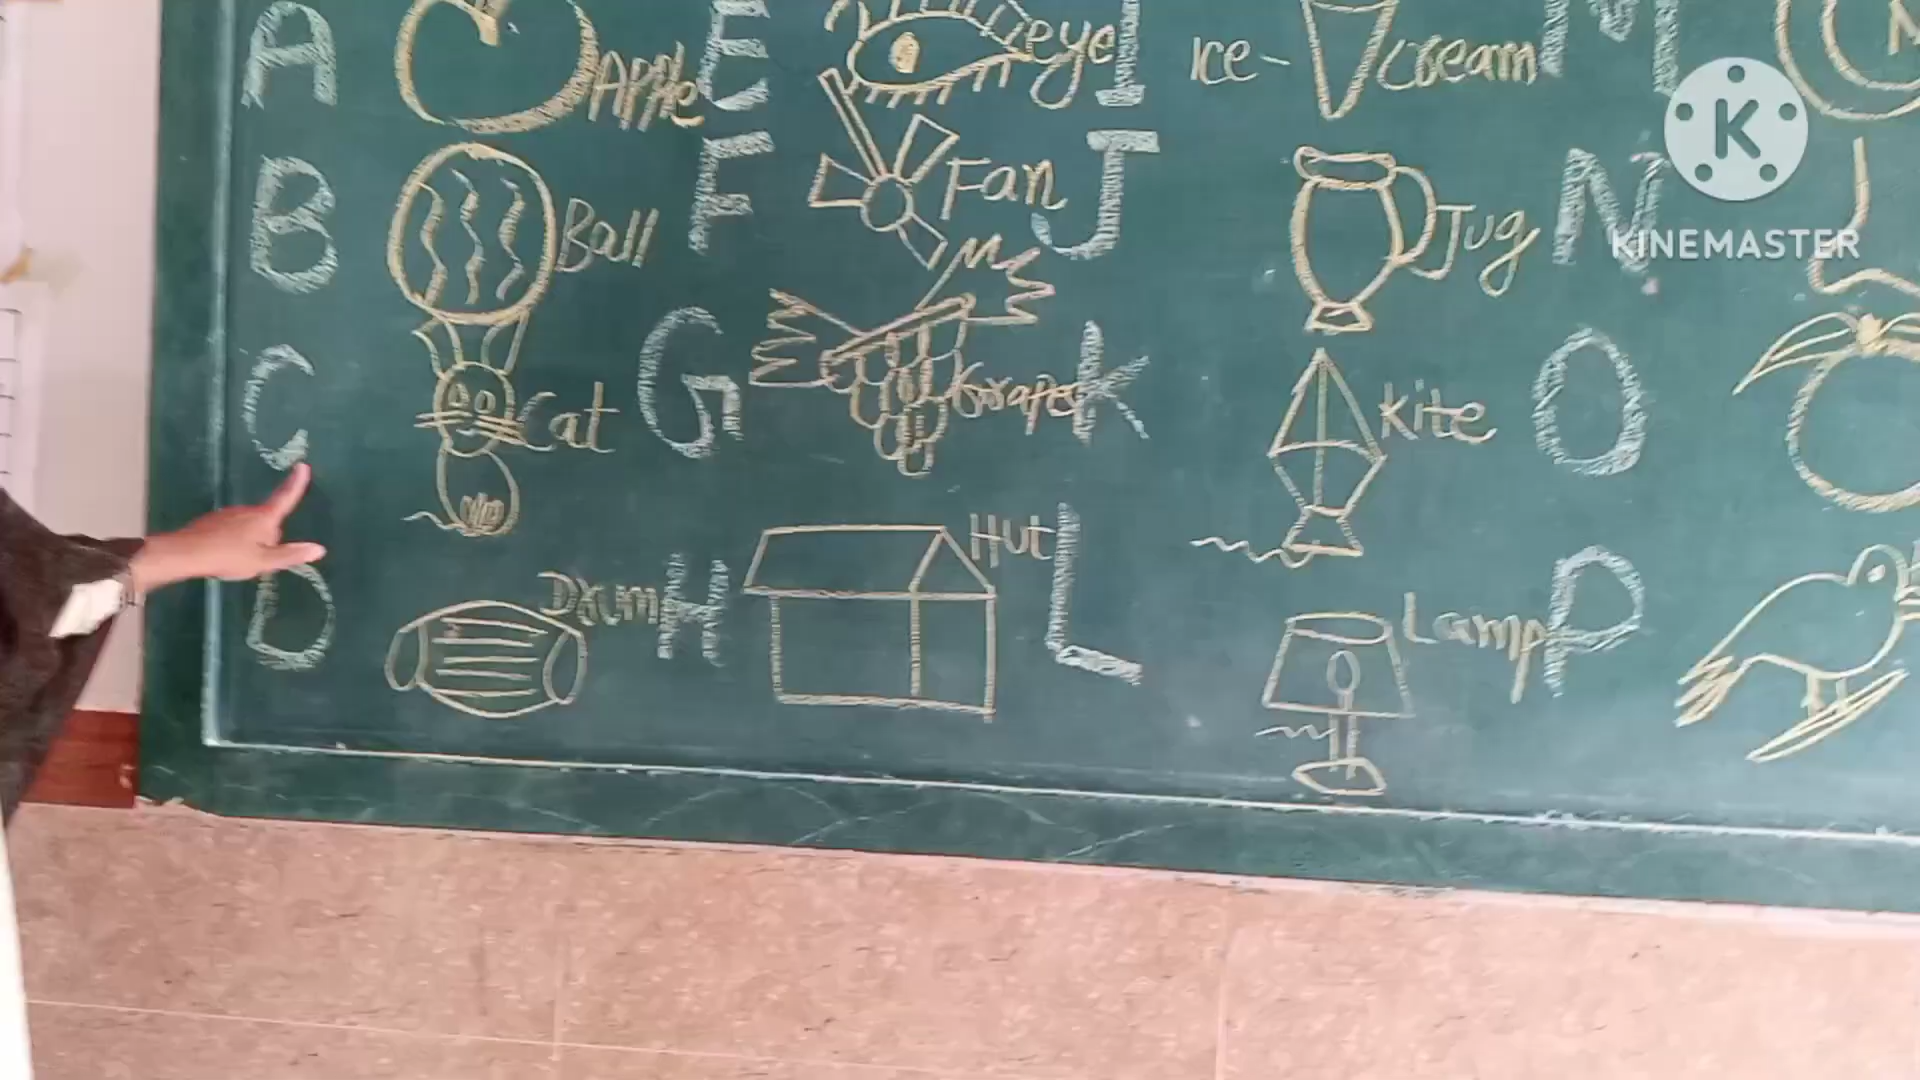 A Apple E eye I Ice-cream M
B Ball F Fan J Jug N
C Cat G Grapes K Kite O
D Drum H Hut L Lamp P
K
KINEMASTER